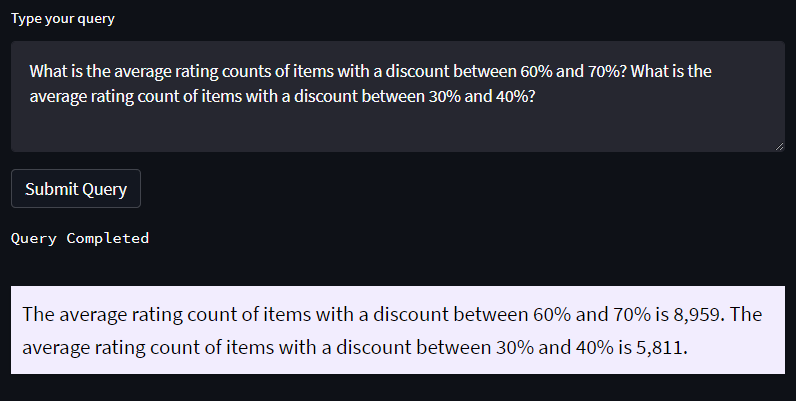 Type your query
What is the average rating counts of items with a discount between 60% and 70%? What is the
average rating count of items with a discount between 30% and 40%?
Submit Query
Query Completed
The average rating count of items with a discount between 60% and 70% is 8,959. The
average rating count of items with a discount between 30% and 40% is 5,811.